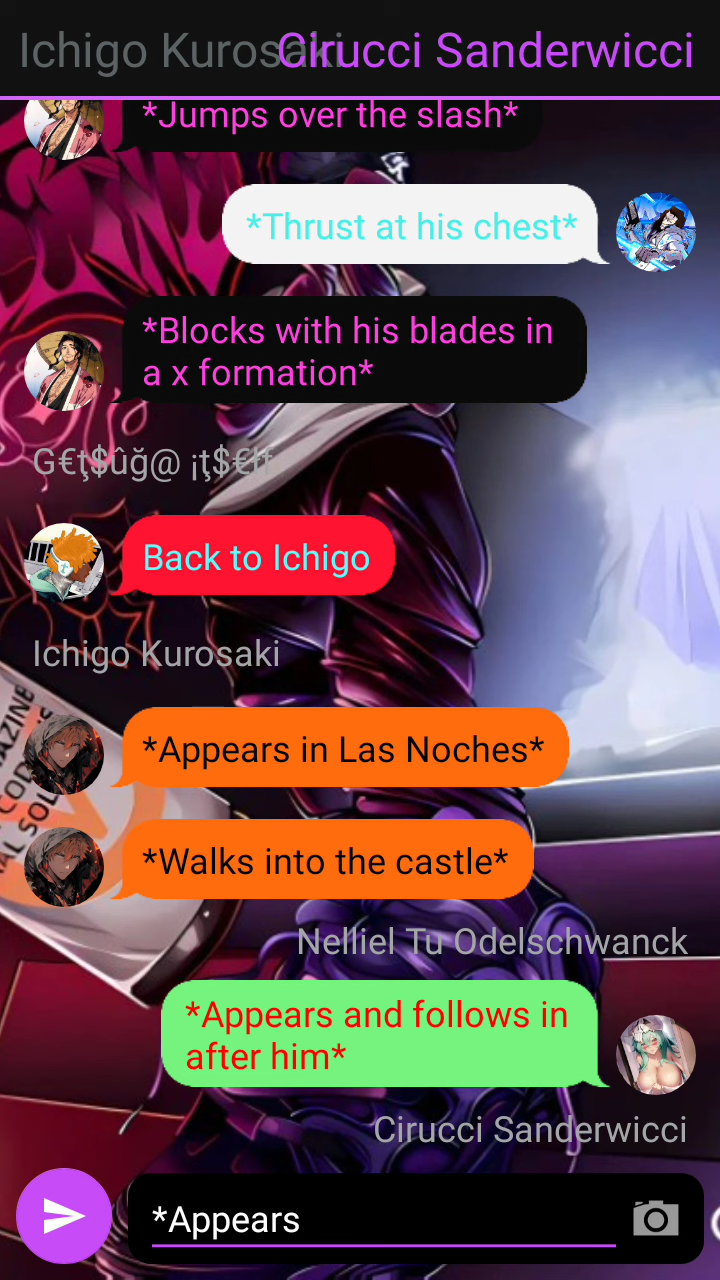 Ichigo Kurosaki
Cirucci Sanderwicci
*Jumps over the slash*
*Thrust at his chest*
*Blocks with his blades in
a x formation*
G€ţ$ûğ@ ¡ţ$€łf
Back to Ichigo
Ichigo Kurosaki
*Appears in Las Noches*
*Walks into the castle*
Nelliel Tu Odelschwanck
*Appears and follows in
after him*
Cirucci Sanderwicci
*Appears